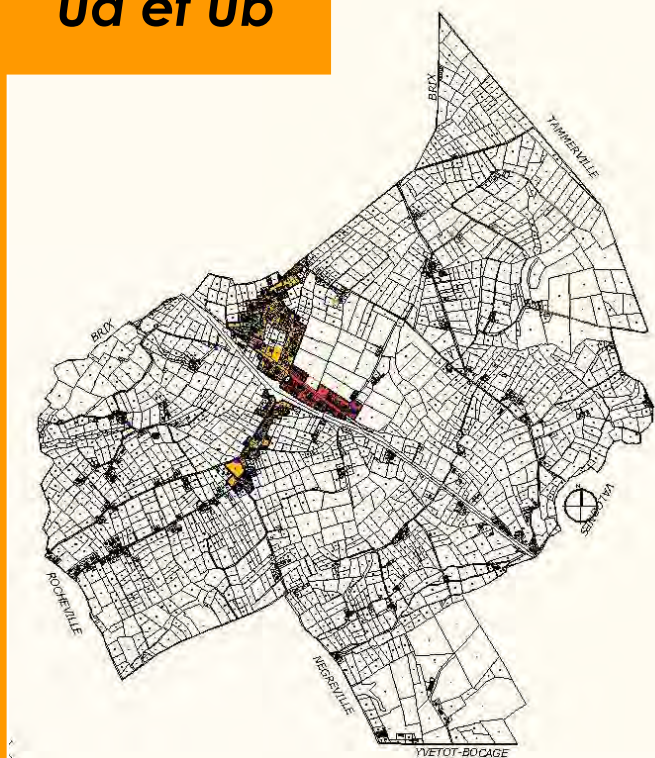 ua et ub
BRIX
TAMMERVILLE
BRIX
VALOGNES
ROCHEVILLE
NEGREVILLE
N
YVETOT-BOCAGE